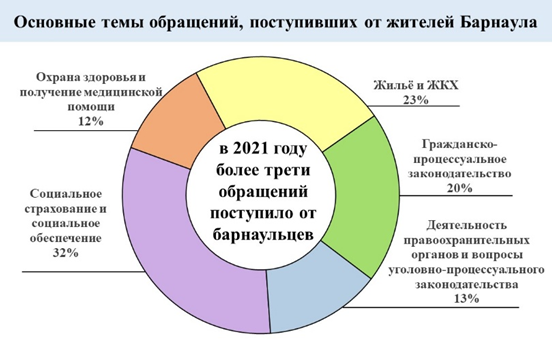 Основные темы обращений, поступивших от жителей Барнаула
Охрана здоровья и
получение медицинской
помощи
12%
Жильё и ЖКХ
23%
в 2021 году
более трети
обращений
поступило от
барнаульцев
Гражданско-
процессуальное
законодательство
20%
Социальное
страхование и
социальное
обеспечение
32%
Деятельность
правоохранительных
органов и вопросы
уголовно-процессуального
законодательства
13%